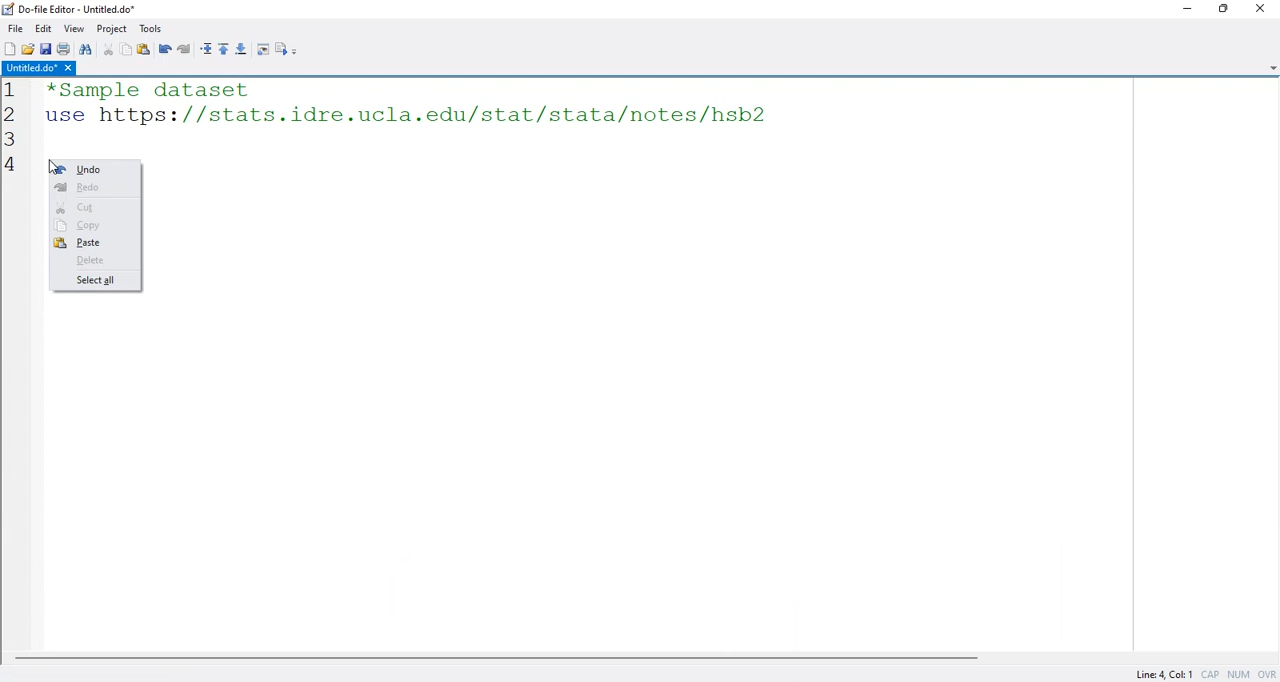 Do-file Editor - Untitled.do*
File Edit View Project Tools
Untitled.do*
1 *Sample dataset
2 use https://stats.idre.ucla.edu/stat/stata/notes/hsb2
3
4
Undo
Redo
Cut
Copy
Paste
Delete
Select all
Line: 4, Col: 1 CAP NUM OVR